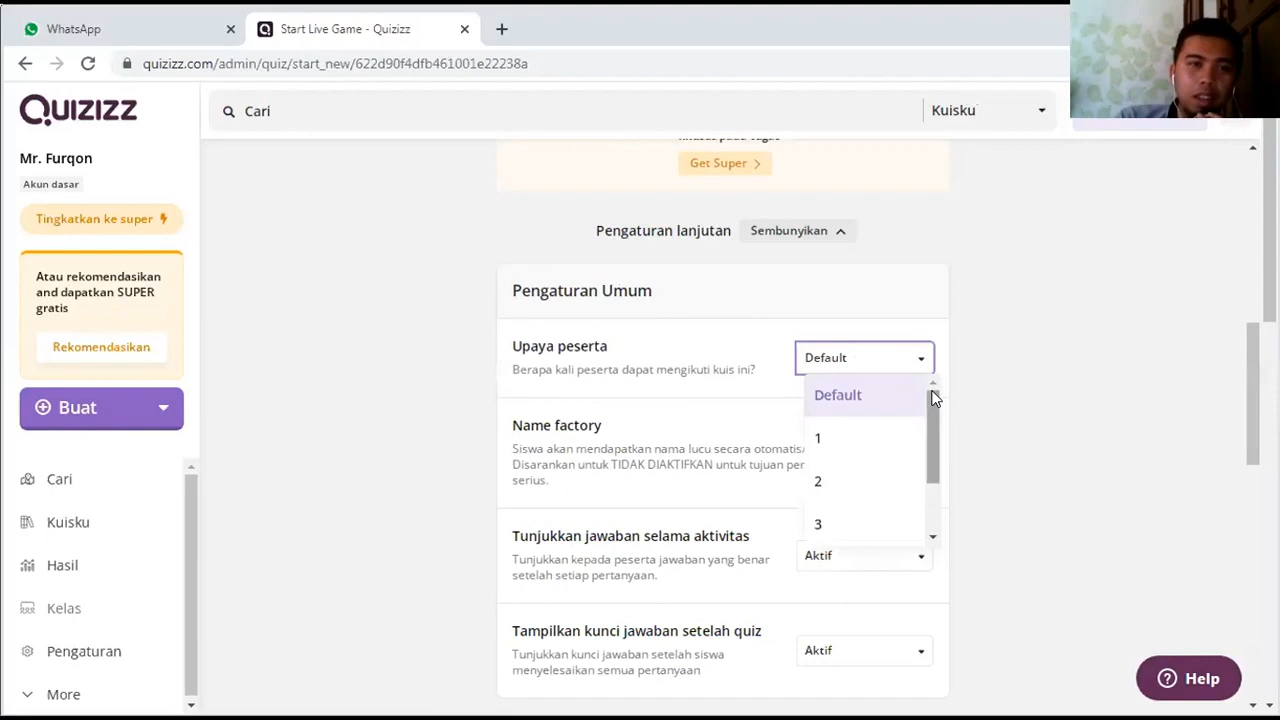 WhatsApp
Start Live Game - Quizizz
quizizz.com/admin/quiz/start_new/622d90f4dfb461001e22238a
QUIZIZZ
Cari
Kuisku
Mr. Furqon
Akun dasar
Tingkatkan ke super
Atau rekomendasikan
and dapatkan SUPER
gratis
Rekomendasikan
Buat
Cari
Kuisku
Hasil
Kelas
Pengaturan
More
Get Super
Pengaturan lanjutan
Sembunyikan
Pengaturan Umum
Upaya peserta
Berapa kali peserta dapat mengikuti kuis ini?
Default
Default
1
2
3
Name factory
Siswa akan mendapatkan nama lucu secara otomatis
Disarankan untuk TIDAK DIAKTIFKAN untuk tujuan
serius.
Tunjukkan jawaban selama aktivitas
Tunjukkan kepada peserta jawaban yang benar
setelah setiap pertanyaan.
Aktif
Tampilkan kunci jawaban setelah quiz
Tunjukkan kunci jawaban setelah siswa
menyelesaikan semua pertanyaan
Aktif
Help